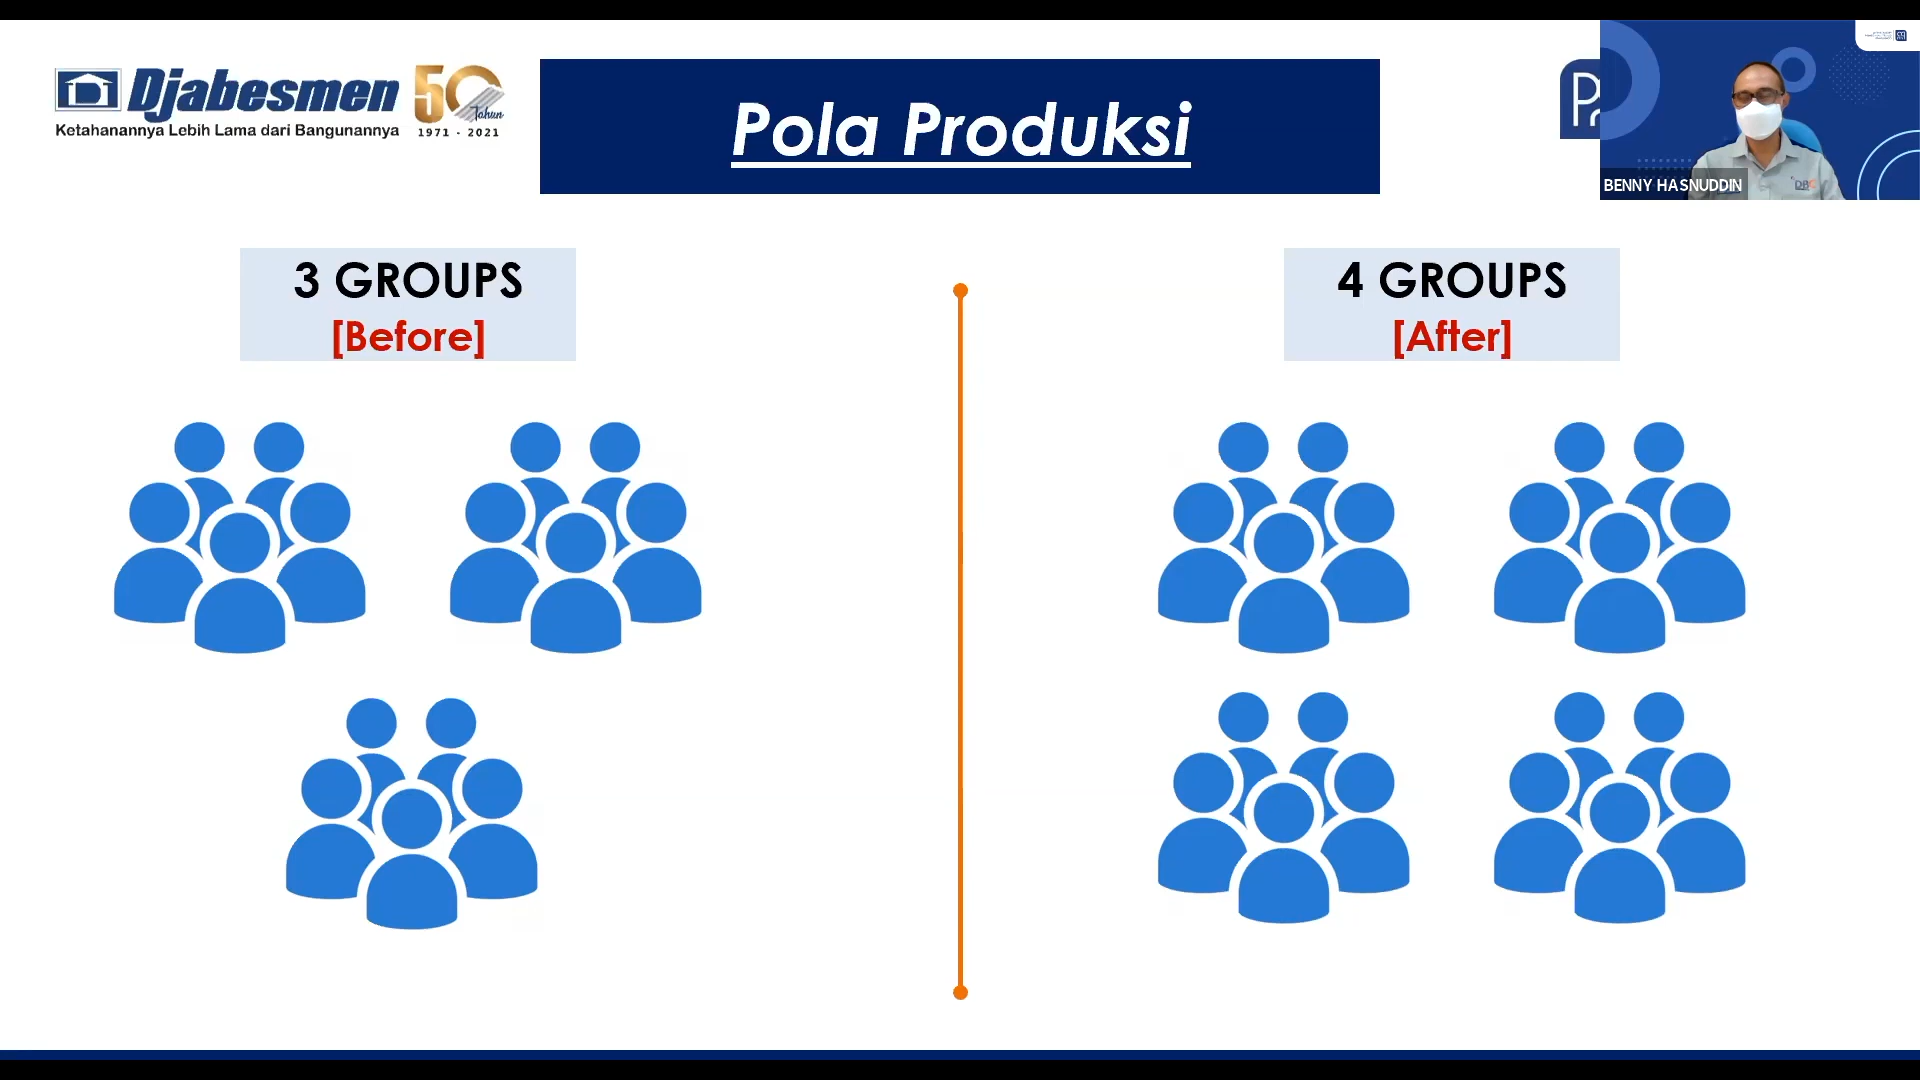 Djabesmen
Ketahanannya Lebih Lama dari Bangunannya
50
Tahun
1971 - 2021
Pola Produksi
BENNY HASNUDDIN
3 GROUPS
[Before]
4 GROUPS
[After]